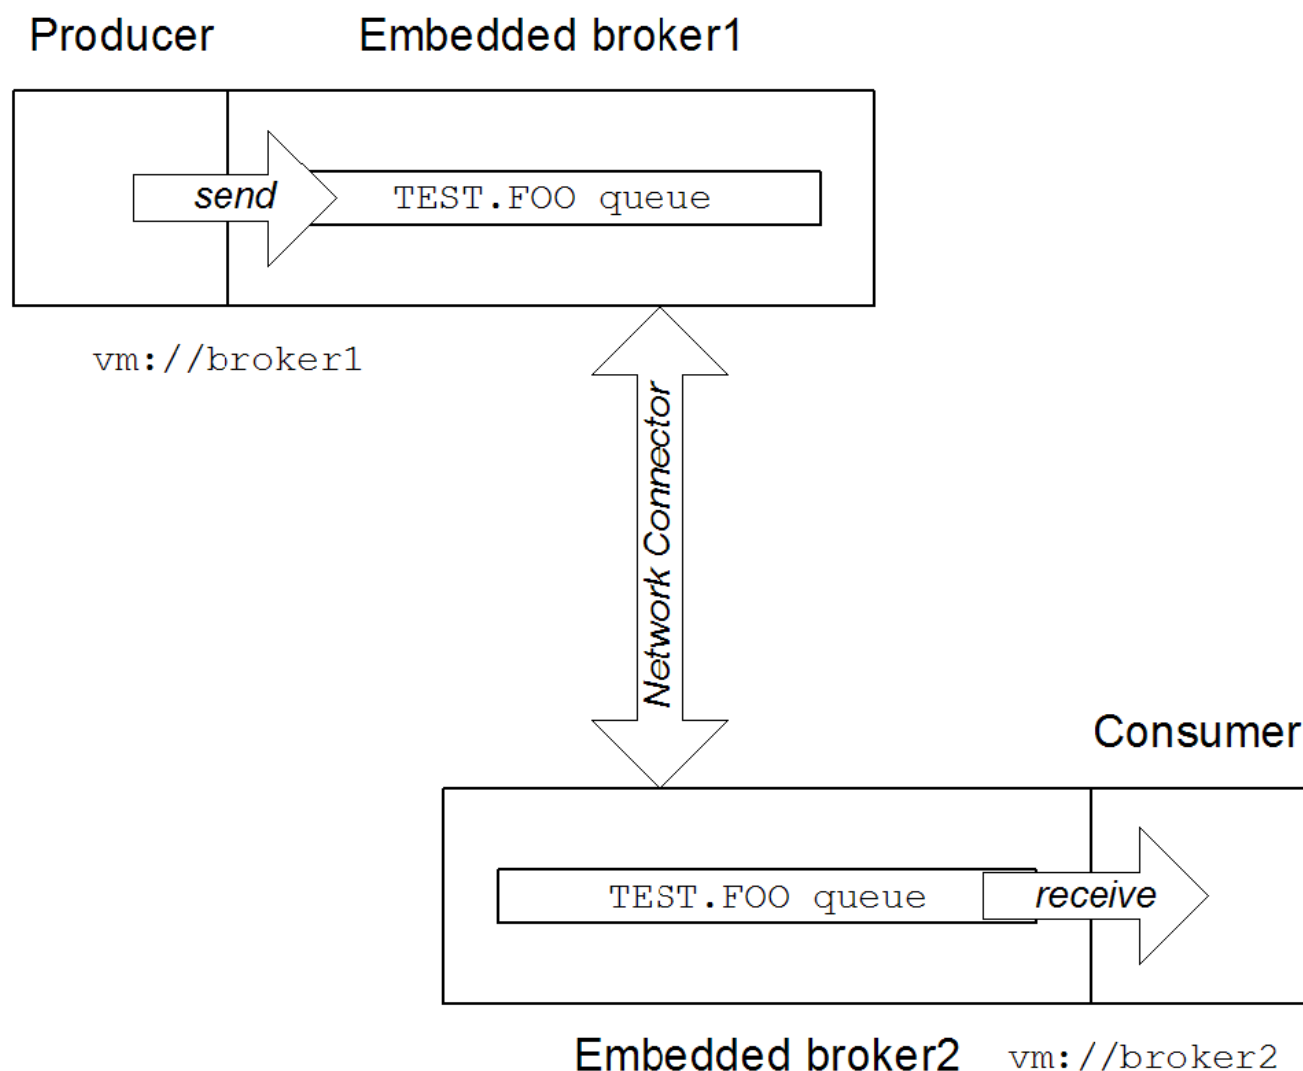 Producer
Embedded broker1
send
TEST.FOO queue
vm://broker1
Network Connector
Consumer
TEST.FOO queue
receive
Embedded broker2
vm://broker2